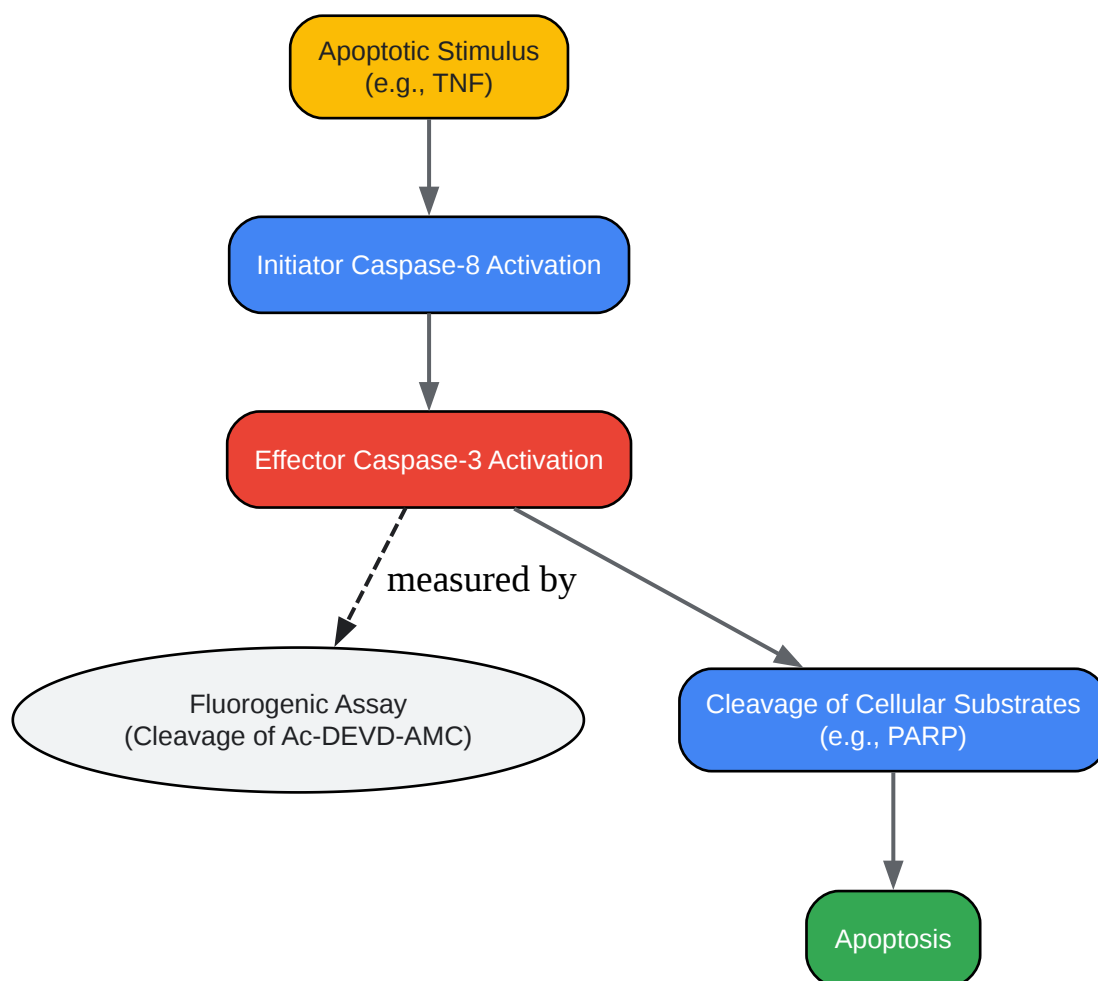 Apoptotic Stimulus
(e.g., TNF)
Initiator Caspase-8 Activation
Effector Caspase-3 Activation
measured by
Fluorogenic Assay
(Cleavage of Ac-DEVD-AMC)
Cleavage of Cellular Substrates
(e.g., PARP)
Apoptosis